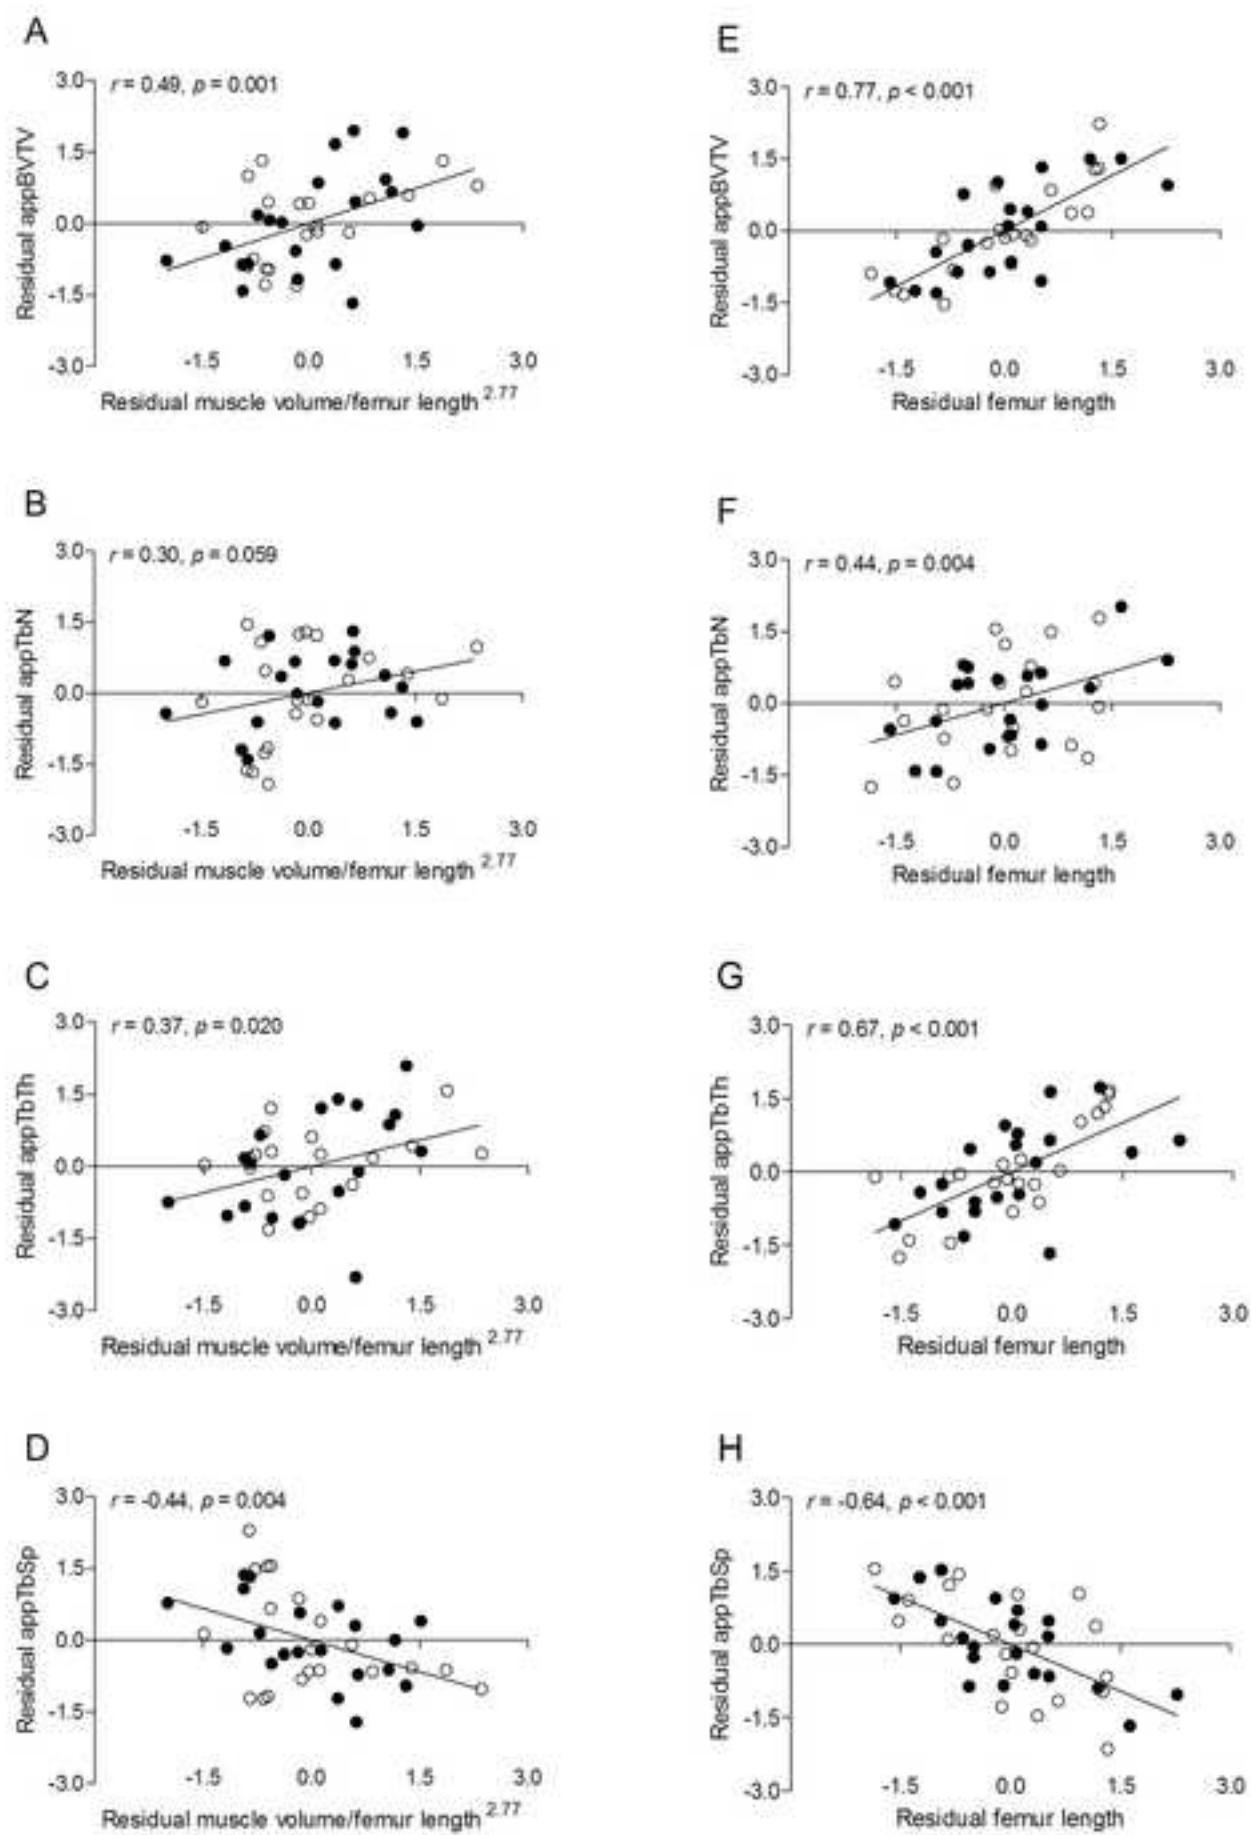 A
r = 0.49, p = 0.001
3.0
1.5
0.0
-1.5
-3.0
Residual appBVTV
-1.5 0.0 1.5 3.0
Residual muscle volume/femur length 2.77
E
r = 0.77, p < 0.001
3.0
1.5
0.0
-1.5
-3.0
Residual appBVTV
-1.5 0.0 1.5 3.0
Residual femur length
B
r = 0.30, p = 0.059
3.0
1.5
0.0
-1.5
-3.0
Residual appTbN
-1.5 0.0 1.5 3.0
Residual muscle volume/femur length 2.77
F
r = 0.44, p = 0.004
3.0
1.5
0.0
-1.5
-3.0
Residual appTbN
-1.5 0.0 1.5 3.0
Residual femur length
C
r = 0.37, p = 0.020
3.0
1.5
0.0
-1.5
-3.0
Residual appTbTh
-1.5 0.0 1.5 3.0
Residual muscle volume/femur length 2.77
G
r = 0.67, p < 0.001
3.0
1.5
0.0
-1.5
-3.0
Residual appTbTh
-1.5 0.0 1.5 3.0
Residual femur length
D
r = -0.44, p = 0.004
3.0
1.5
0.0
-1.5
-3.0
Residual appTbSp
-1.5 0.0 1.5 3.0
Residual muscle volume/femur length 2.77
H
r = -0.64, p < 0.001
3.0
1.5
0.0
-1.5
-3.0
Residual appTbSp
-1.5 0.0 1.5 3.0
Residual femur length